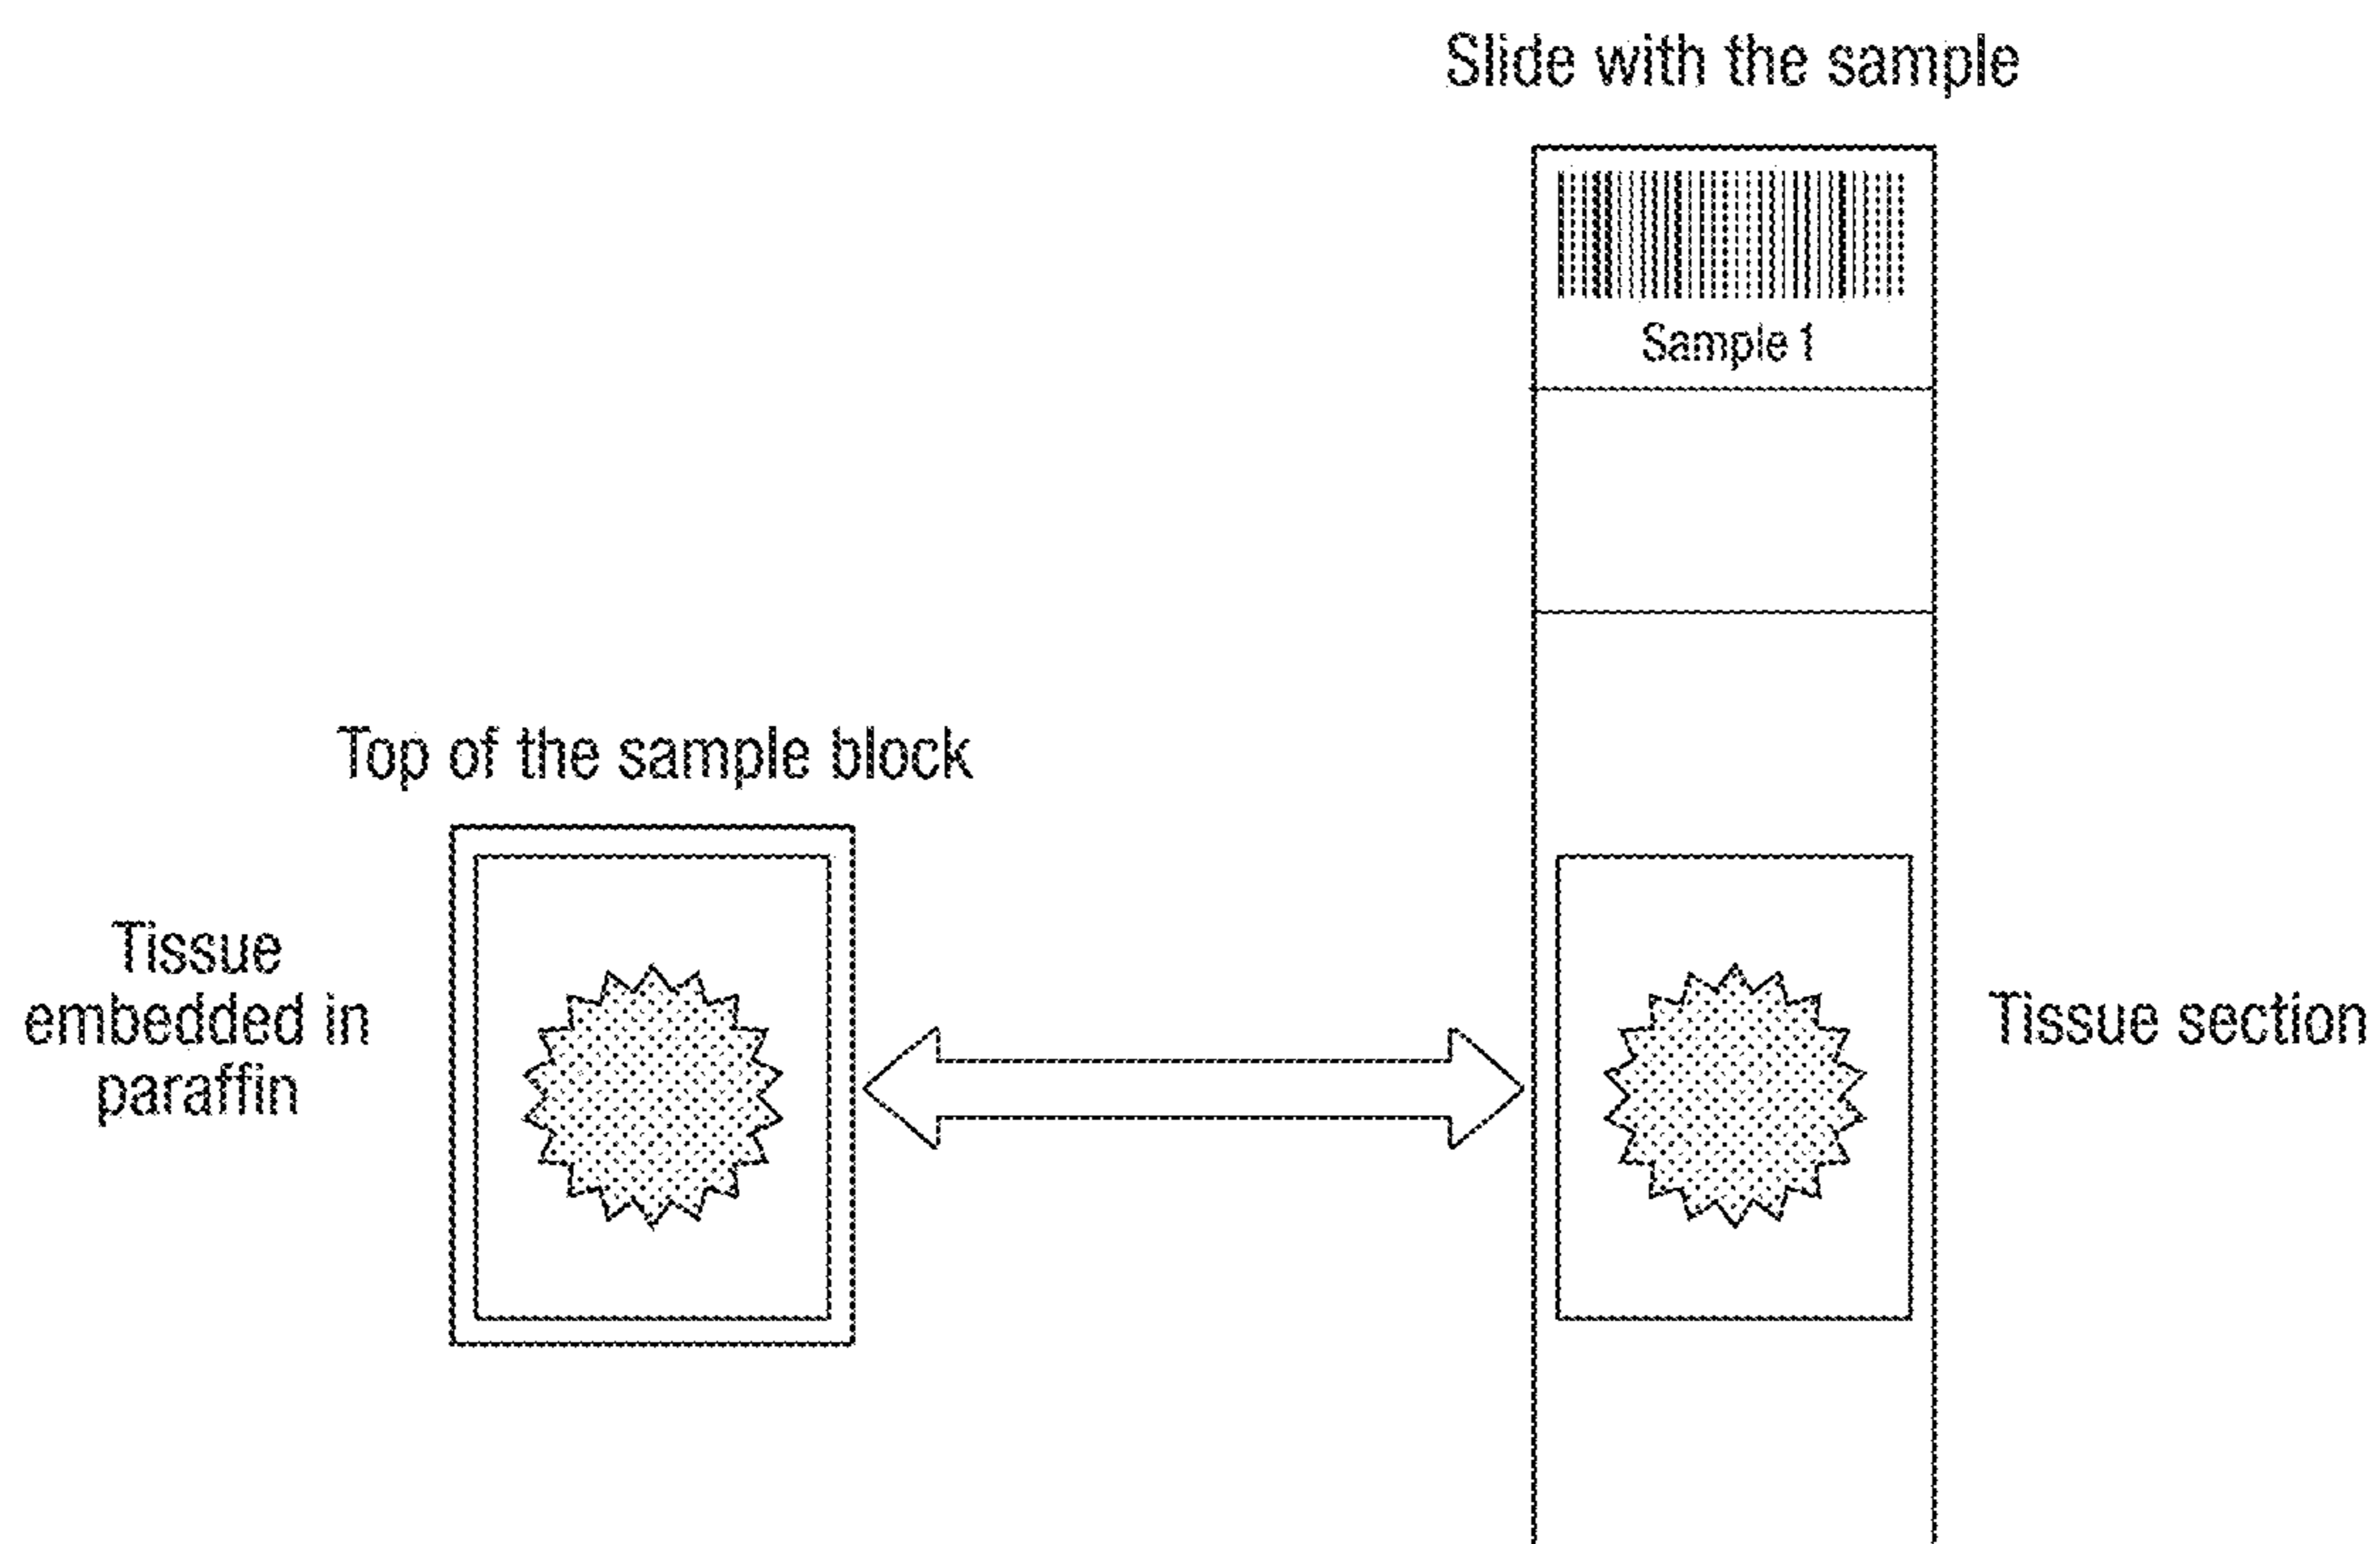 Slide with the sample
Sample 1
Top of the sample block
Tissue
embedded in
paraffin
Tissue section